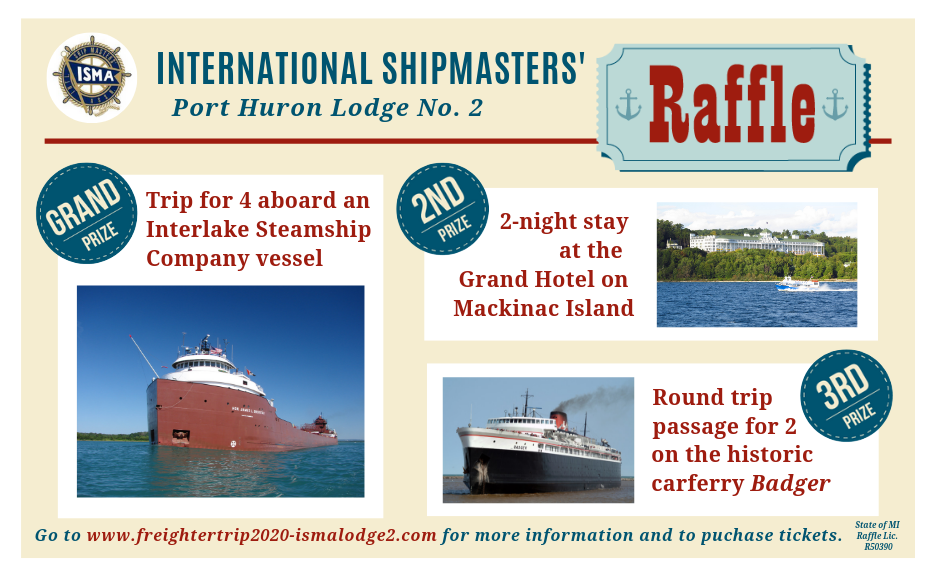 ISMA
INTERNATIONAL SHIPMASTERS'
Port Huron Lodge No. 2
Raffle
GRAND
PRIZE
Trip for 4 aboard an
Interlake Steamship
Company vessel
2ND
PRIZE
2-night stay
at the
Grand Hotel on
Mackinac Island
3RD
PRIZE
Round trip
passage for 2
on the historic
carferry Badger
BADGER
Go to www.freightertrip2020-ismalodge2.com for more information and to puchase tickets.
State of MI
Raffle Lic.
R50390